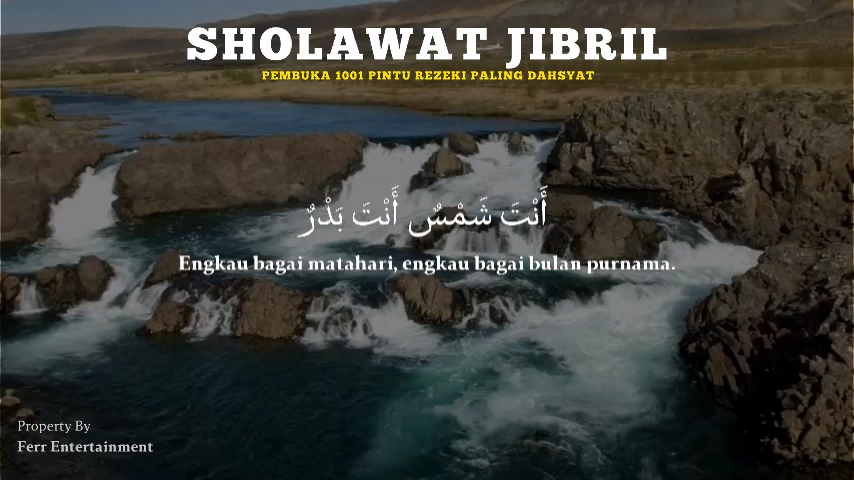 SHOLAWAT JIBRIL
PEMBUKA 1001 PINTU REZEKI PALING DAHSYAT
أَنْتَ شَمْسٌ أَنْتَ بَدْرٌ
Engkau bagai matahari, engkau bagai bulan purnama.
Property By
Ferr Entertainment